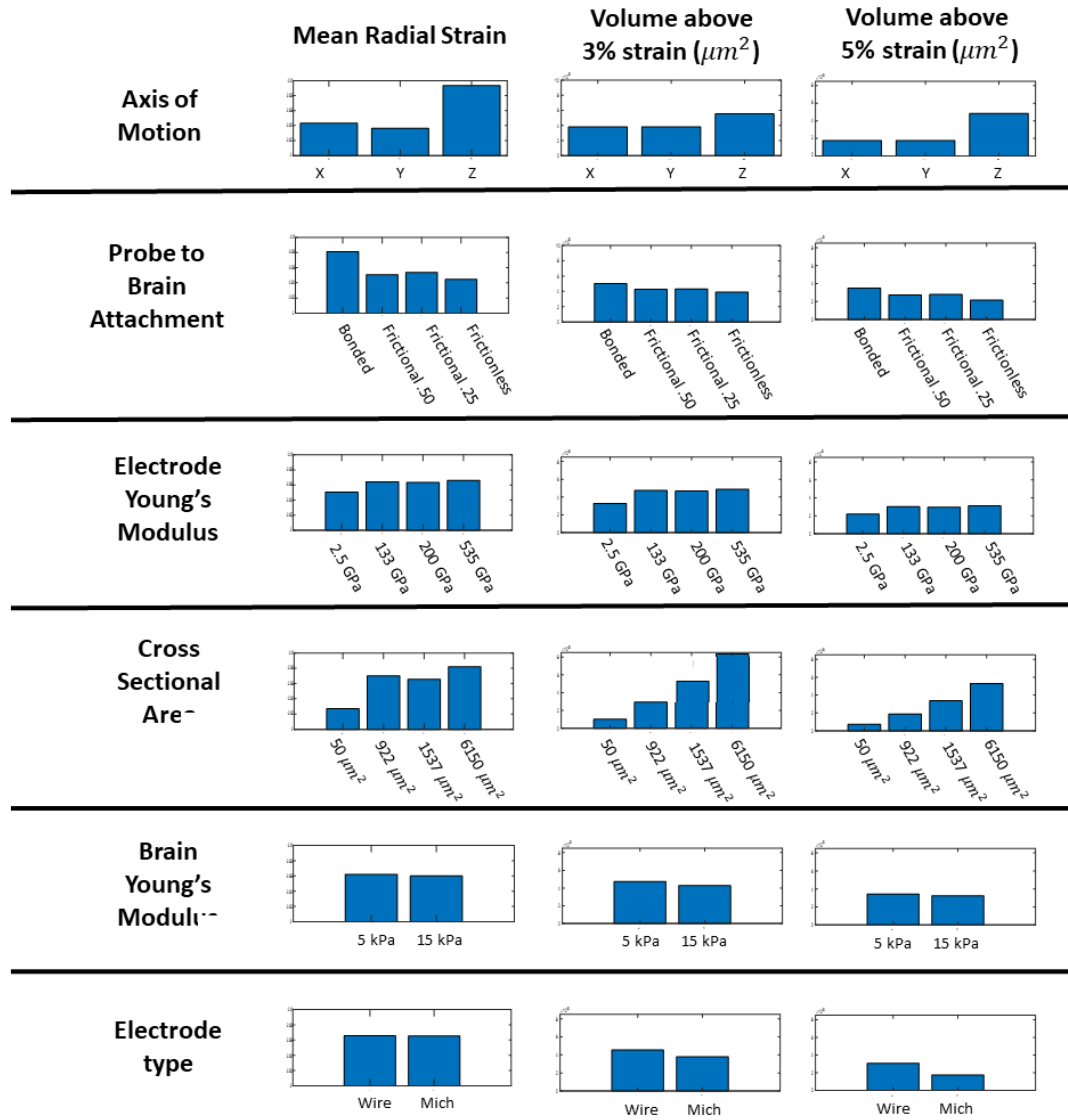 Mean Radial Strain
Volume above
3% strain (μm²)
Volume above
5% strain (μm²)
Axis of
Motion
X Y Z
X Y Z
X Y Z
Probe to
Brain
Attachment
Bonded Frictional .50 Frictional .25 Frictionless
Bonded Frictional .50 Frictional .25 Frictionless
Bonded Frictional .50 Frictional .25 Frictionless
Electrode
Young's
Modulus
2.5 GPa 133 GPa 200 GPa 535 GPa
2.5 GPa 133 GPa 200 GPa 535 GPa
2.5 GPa 133 GPa 200 GPa 535 GPa
Cross
Sectional
50 μm² 922 μm² 1537 μm² 6150 μm²
50 μm² 922 μm² 1537 μm² 6150 μm²
50 μm² 922 μm² 1537 μm² 6150 μm²
Brain
Young's
5 kPa 15 kPa
5 kPa 15 kPa
5 kPa 15 kPa
Electrode
type
Wire Mich
Wire Mich
Wire Mich